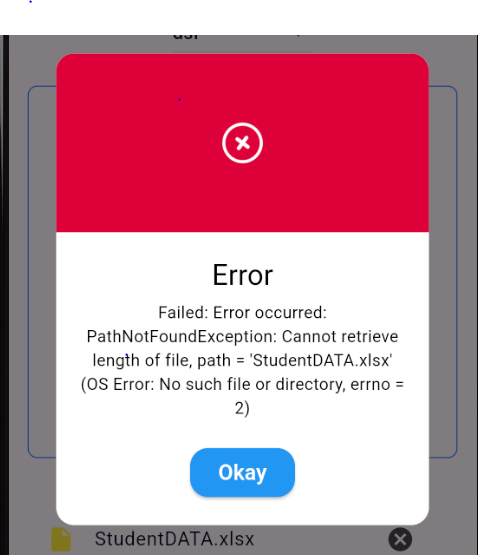 Error
Failed: Error occurred:
PathNotFoundException: Cannot retrieve
length of file, path = 'StudentDATA.xlsx'
(OS Error: No such file or directory, errno =
2)
Okay
StudentDATA.xlsx